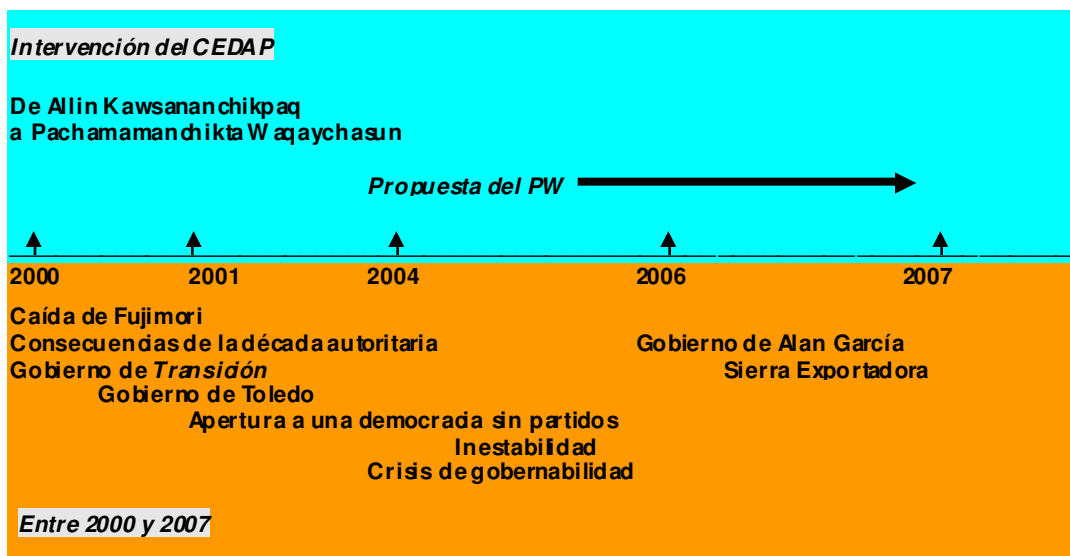 Intervención del CEDAP
De Allin Kawsananchikpaq
a Pachamamanchikta Waqaychasun
Propuesta del PW
2000 2001 2004 2006 2007
Caída de Fujimori
Consecuencias de la década autoritaria Gobierno de Alan García
Gobierno de Transición Sierra Exportadora
Gobierno de Toledo
Apertura a una democracia sin partidos
Inestabilidad
Crisis de gobernabilidad
Entre 2000 y 2007